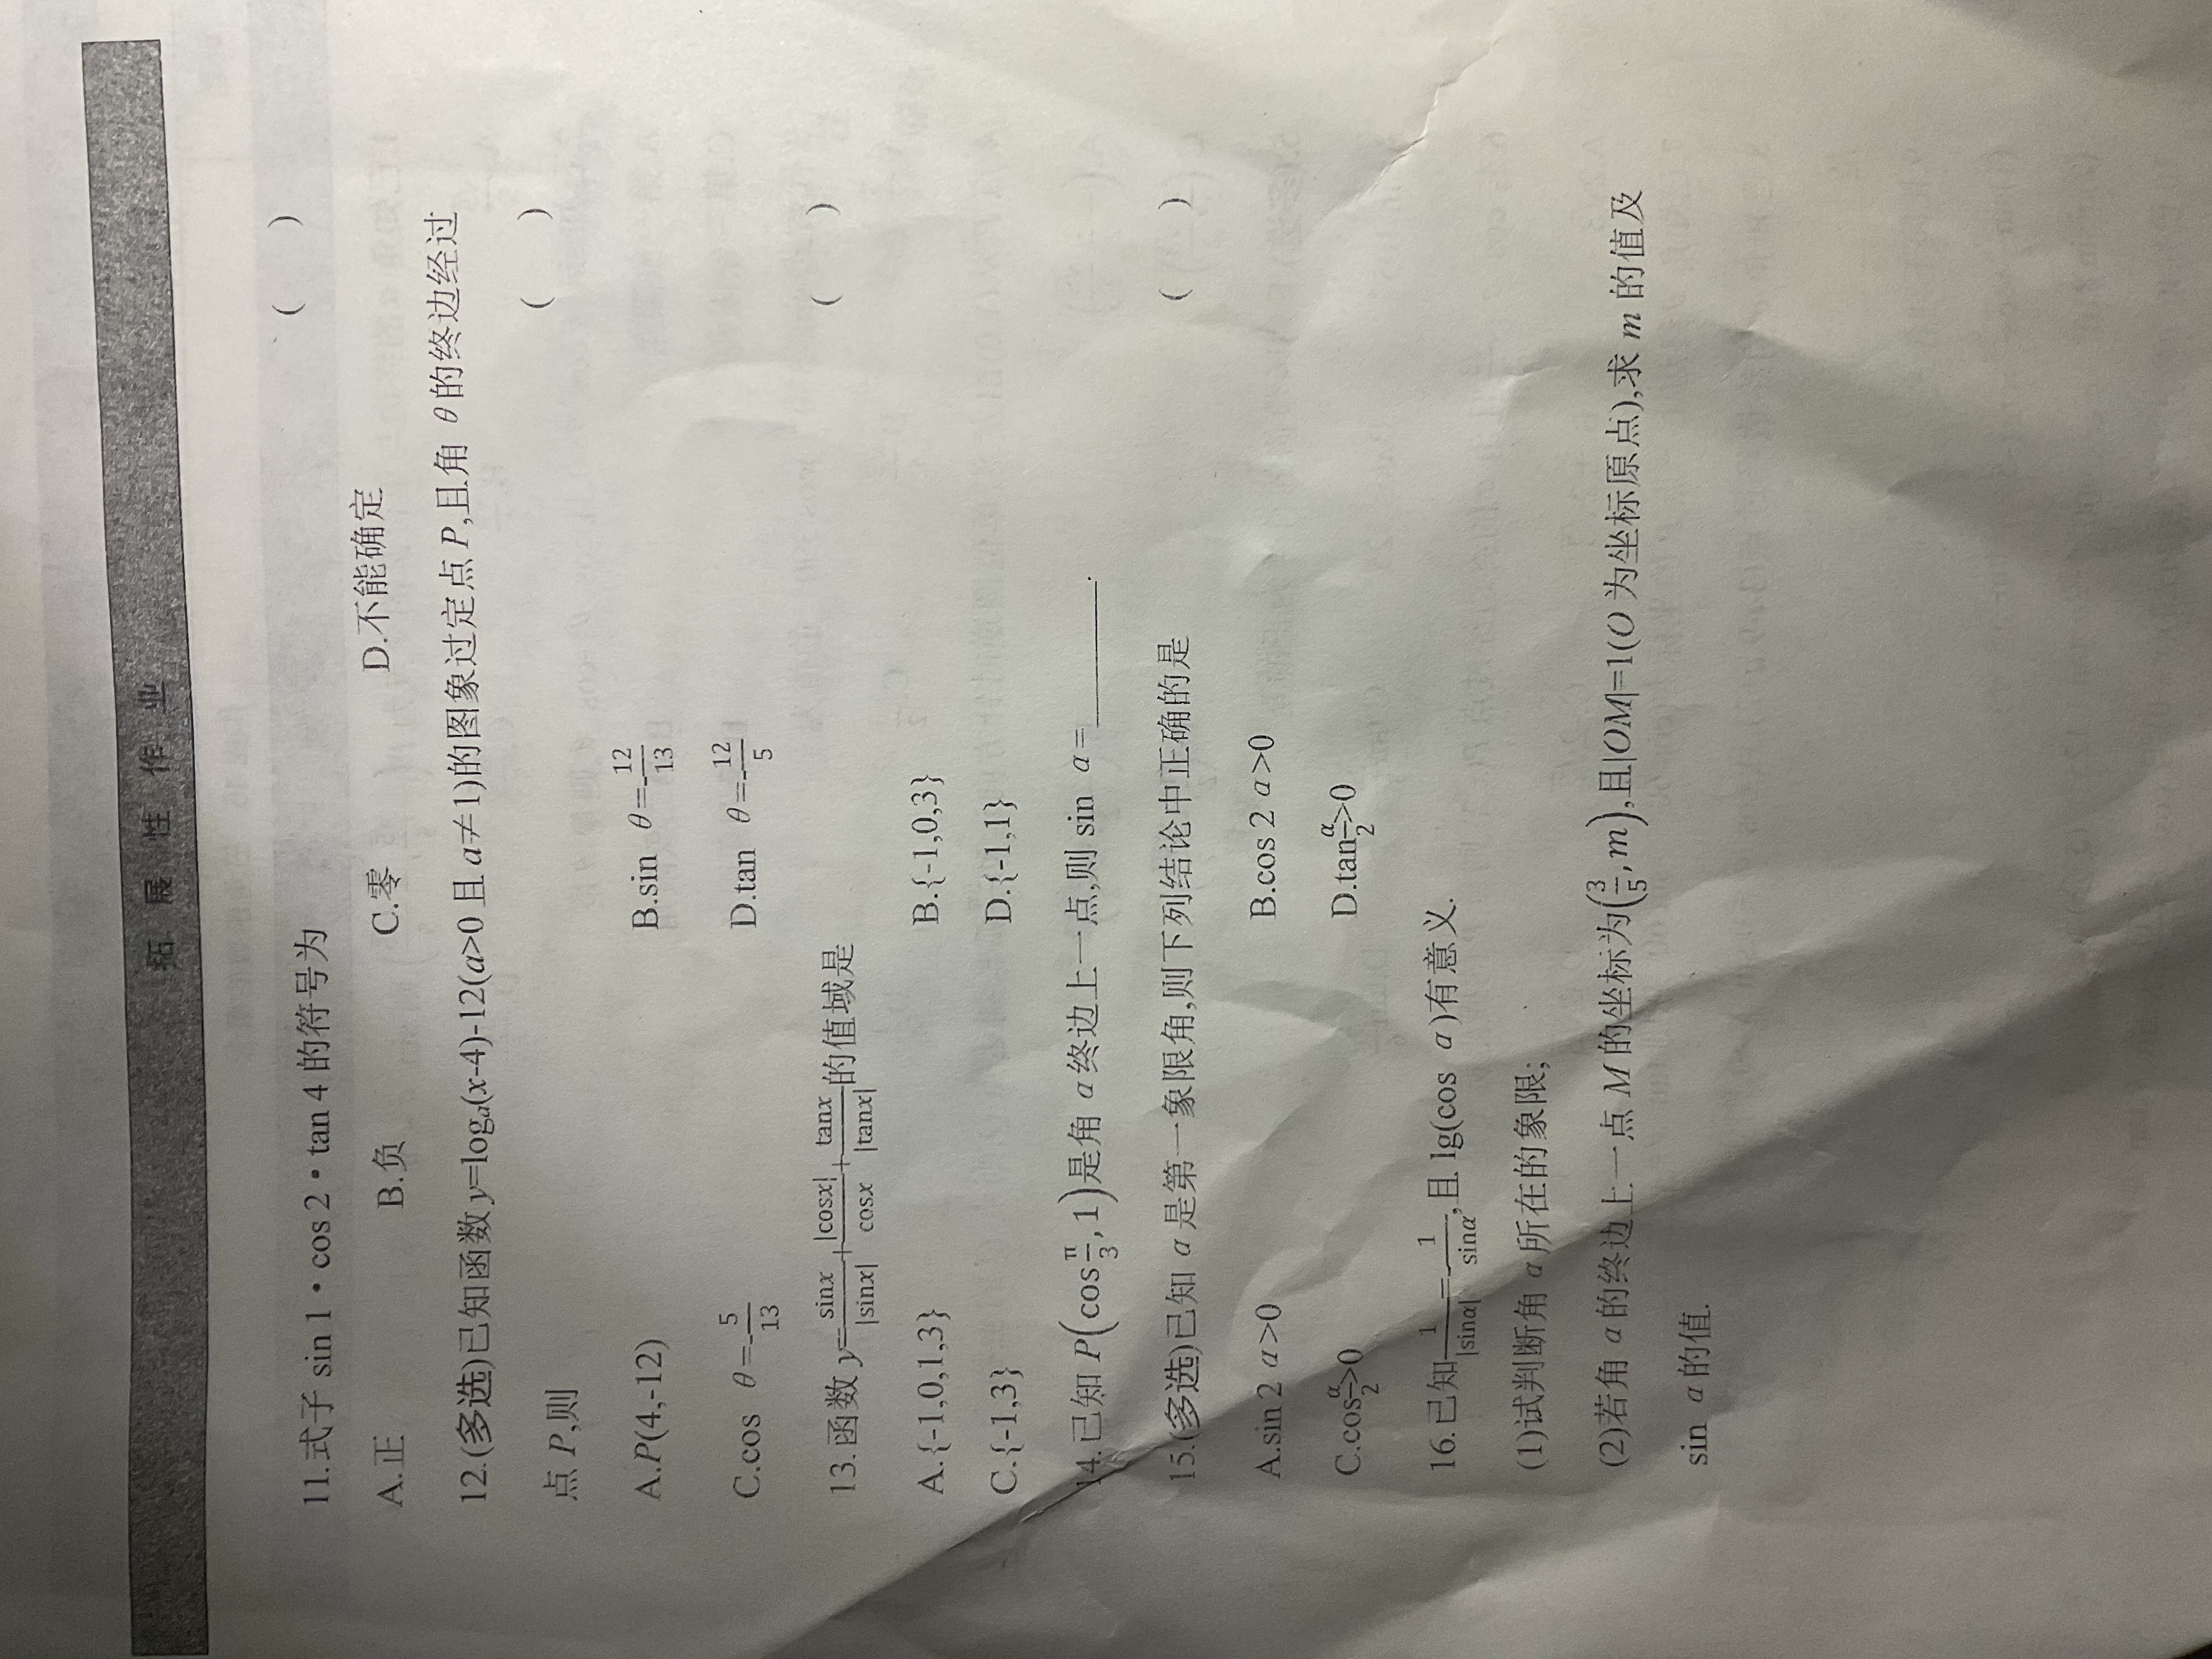 拓 展 性 作 业
11.式子 sin 1·cos 2·tan 4 的符号为 ( )
A.正 B.负 C.零 D.不能确定
12.(多选)已知函数 y=logₐ(x-4)-12(a>0 且 a≠1)的图象过定点 P,且角 θ 的终边经过
点 P,则 ( )
A.P(4,-12) B.sin θ=-12/13
C.cos θ=-5/13 D.tan θ=-12/5
13.函数 y=sinx/|sinx|+|cosx|/cosx+tanx/|tanx|的值域是 ( )
A.{-1,0,1,3} B.{-1,0,3}
C.{-1,3} D.{-1,1}
14.已知 P(cosπ/3,1)是角 α 终边上一点,则 sin α=______.
15.(多选)已知 α 是第一象限角,则下列结论中正确的是 ( )
A.sin 2 α>0 B.cos 2 α>0
C.cosα/2>0 D.tanα/2>0
16.已知1/|sinα|=-1/sinα,且 lg(cos α)有意义.
(1)试判断角 α 所在的象限;
(2)若角 α 的终边上一点 M 的坐标为(3/5,m),且|OM|=1(O 为坐标原点),求 m 的值及
sin α 的值.